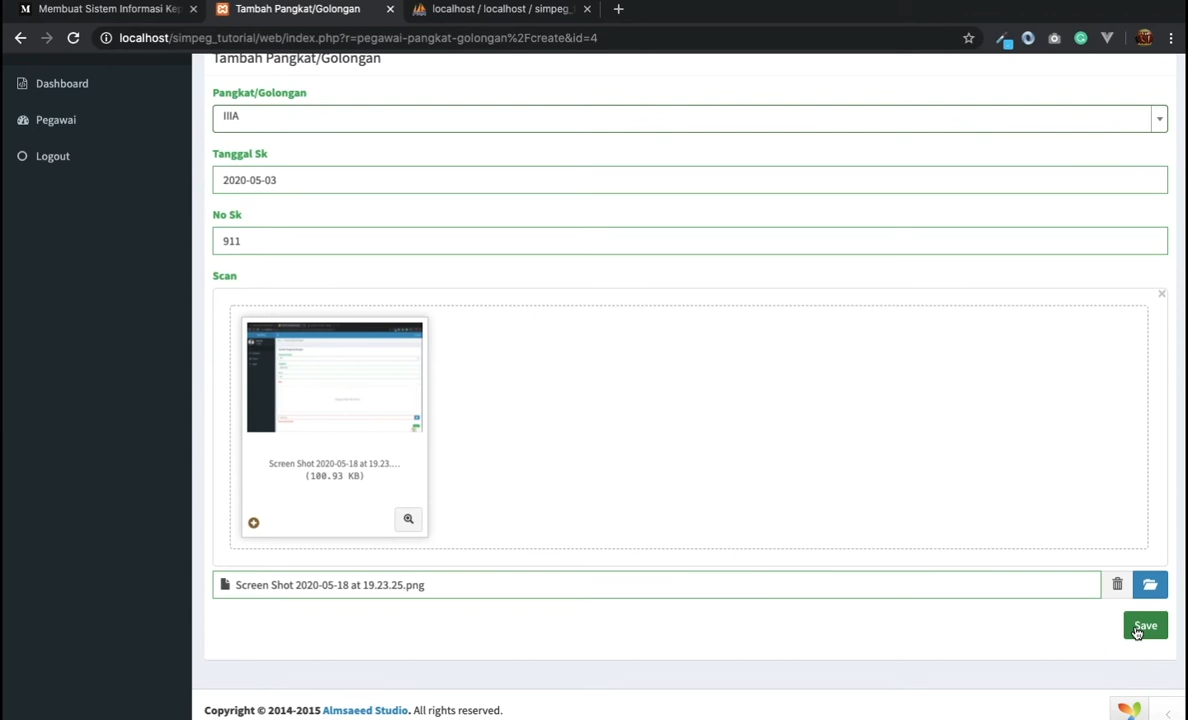 Membuat Sistem Informasi Kep
Tambah Pangkat/Golongan
localhost / localhost / simpeg_
localhost/simpeg_tutorial/web/index.php?r=pegawai-pangkat-golongan%2Fcreate&id=4
Dashboard
Pegawai
Logout
Tambah Pangkat/Golongan
Pangkat/Golongan
IIIA
Tanggal Sk
2020-05-03
No Sk
911
Scan
Screen Shot 2020-05-18 at 19.23....
(100.93 KB)
Screen Shot 2020-05-18 at 19.23.25.png
Save
Copyright © 2014-2015 Almsaeed Studio. All rights reserved.